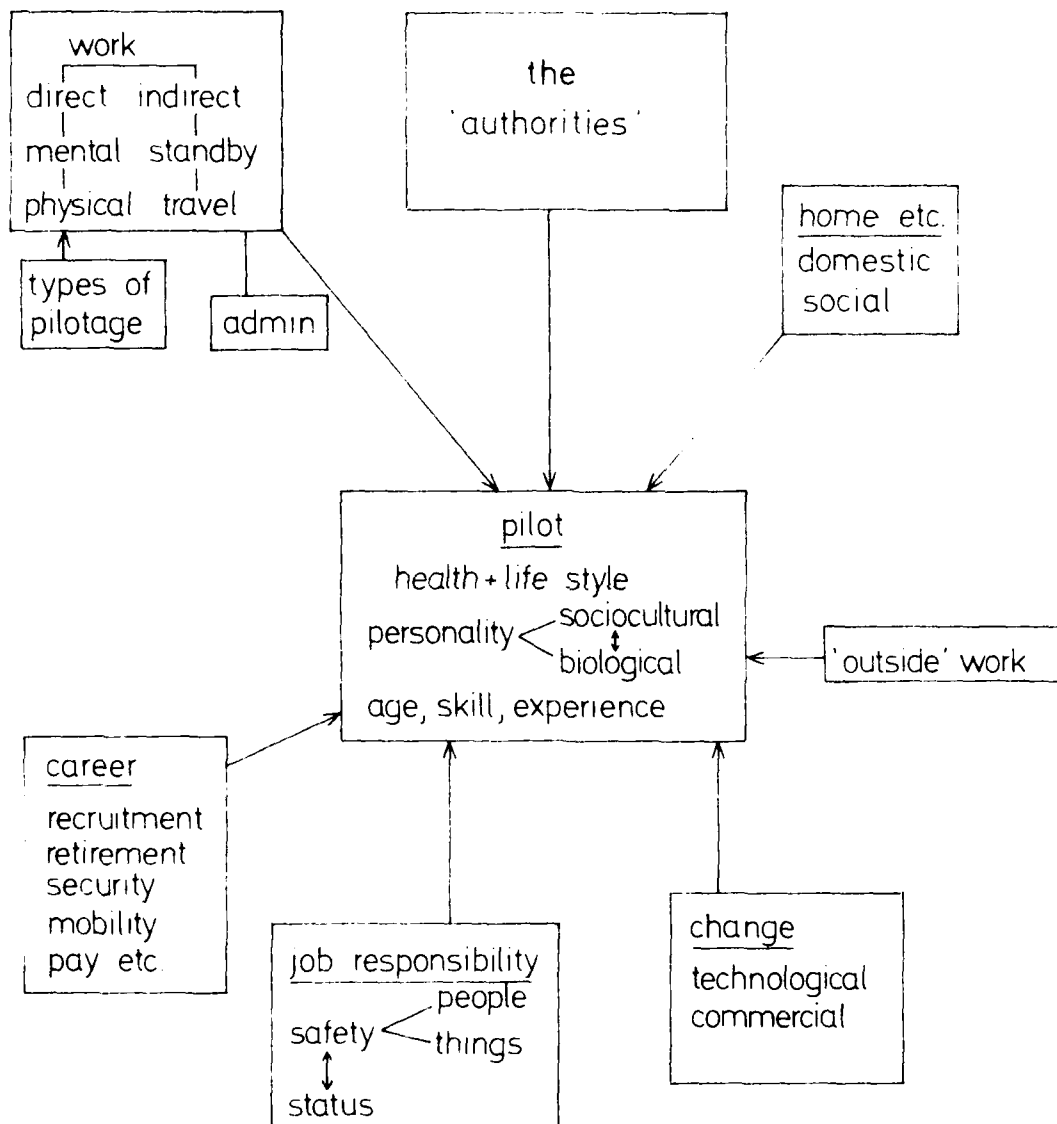 work
direct indirect
mental standby
physical travel
types of
pilotage
admin
the
'authorities'
home etc.
domestic
social
pilot
health + life style
personality
sociocultural
biological
age, skill, experience
'outside' work
career
recruitment
retirement
security
mobility
pay etc.
job responsibility
people
safety
things
status
change
technological
commercial